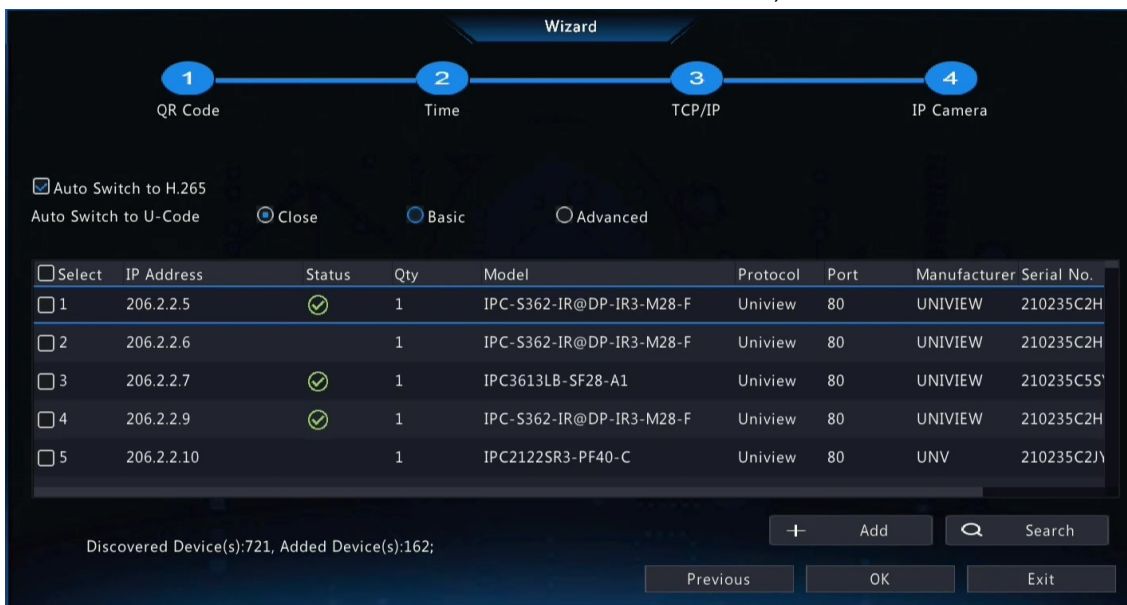 Wizard
1 2 3 4
QR Code Time TCP/IP IP Camera
Auto Switch to H.265
Auto Switch to U-Code Close Basic Advanced
Select IP Address Status Qty Model Protocol Port Manufacturer Serial No.
1 206.2.2.5 1 IPC-S362-IR@DP-IR3-M28-F Uniview 80 UNIVIEW 210235C2H
2 206.2.2.6 1 IPC-S362-IR@DP-IR3-M28-F Uniview 80 UNIVIEW 210235C2H
3 206.2.2.7 1 IPC3613LB-SF28-A1 Uniview 80 UNIVIEW 210235C5S
4 206.2.2.9 1 IPC-S362-IR@DP-IR3-M28-F Uniview 80 UNIVIEW 210235C2H
5 206.2.2.10 1 IPC2122SR3-PF40-C Uniview 80 UNV 210235C2J
Add Search
Discovered Device(s):721, Added Device(s):162;
Previous OK Exit